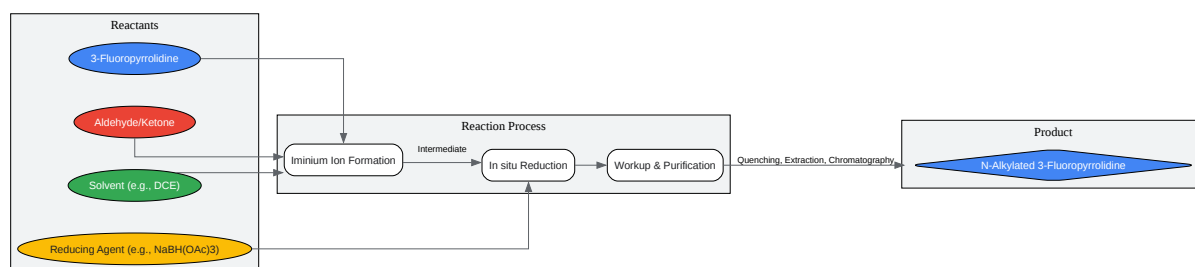 Reactants
3-Fluoropyrrolidine
Aldehyde/Ketone
Solvent (e.g., DCE)
Reducing Agent (e.g., NaBH(OAc)3)
Reaction Process
Iminium Ion Formation
Intermediate
In situ Reduction
Workup & Purification
Quenching, Extraction, Chromatography
Product
N-Alkylated 3-Fluoropyrrolidine